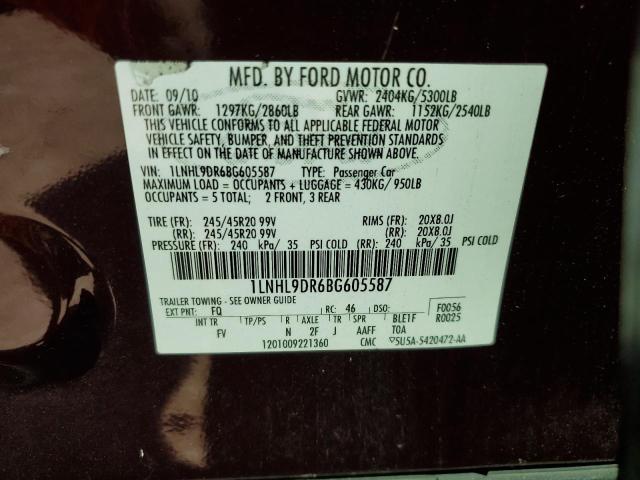 MFD. BY FORD MOTOR CO.
DATE: 09/10 GVWR: 2404KG/5300LB
FRONT GAWR: 1297KG/2860LB REAR GAWR: 1152KG/2540LB
THIS VEHICLE CONFORMS TO ALL APPLICABLE FEDERAL MOTOR
VEHICLE SAFETY, BUMPER, AND THEFT PREVENTION STANDARDS
IN EFFECT ON THE DATE OF MANUFACTURE SHOWN ABOVE.
VIN: 1LNHL9DR6BG605587 TYPE: Passenger Car
MAXIMUM LOAD = OCCUPANTS + LUGGAGE = 430KG/950LB
OCCUPANTS = 5 TOTAL; 2 FRONT, 3 REAR
TIRE (FR): 245/45R20 99V RIMS (FR): 20X8.0J
(RR): 245/45R20 99V (RR): 20X8.0J
PRESSURE (FR): 240 kPa/ 35 PSI COLD (RR): 240 kPa/ 35 PSI COLD
1LNHL9DR6BG605587
TRAILER TOWING - SEE OWNER GUIDE
EXT PNT: FQ RC: 46 DSO: F0056
INT TR TP/PS R AXLE TR SPR BLE1F R0025
FV N 2F J AAFF TOA
1201009221360 CMC 5U5A-5420472-AA